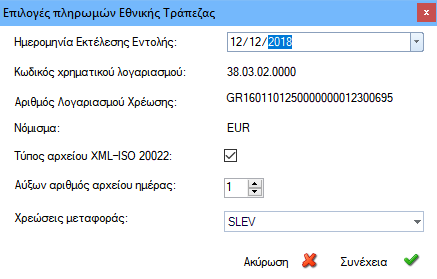 Επιλογές πληρωμών Εθνικής Τράπεζας
Ημερομηνία Εκτέλεσης Εντολής: 12/12/2018
Κωδικός χρηματικού λογαριασμού: 38.03.02.0000
Αριθμός Λογαριασμού Χρέωσης: GR1601101250000000012300695
Νόμισμα: EUR
Τύπος αρχείου XML-ISO 20022:
Αύξων αριθμός αρχείου ημέρας: 1
Χρεώσεις μεταφοράς: SLEV
Ακύρωση Συνέχεια